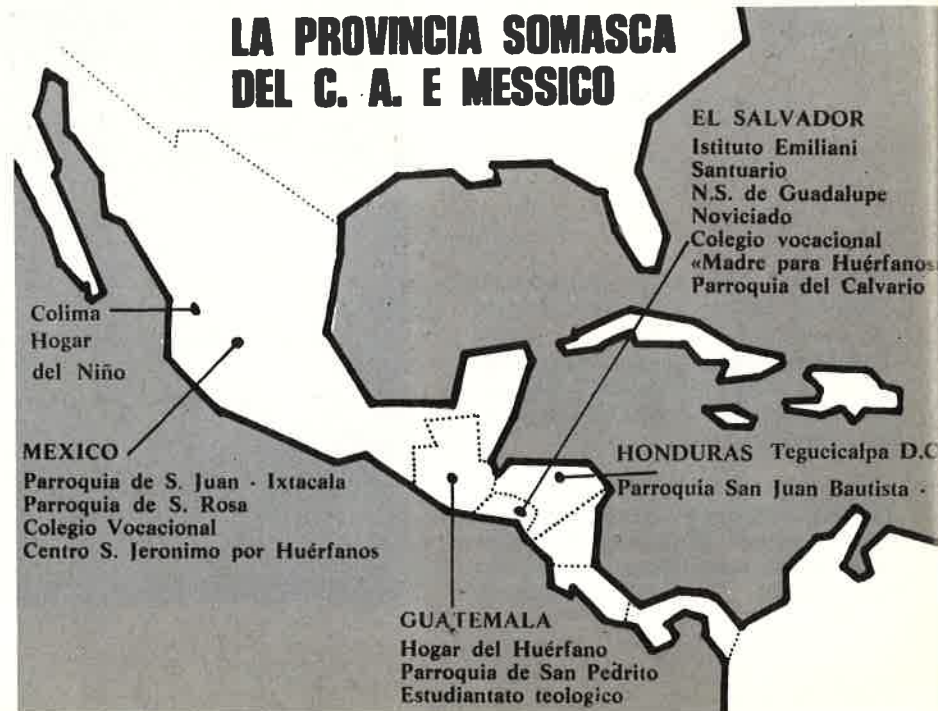 LA PROVINCIA SOMASCA
DEL C. A. E MESSICO
EL SALVADOR
Istituto Emiliani
Santuario
N.S. de Guadalupe
Noviciado
Colegio vocacional
«Madre para Huérfanos
Parroquia del Calvario
Colima
Hogar
del Niño
MEXICO
Parroquia de S. Juan - Ixtacala
Parroquia de S. Rosa
Colegio Vocacional
Centro S. Jeronimo por Huérfanos
HONDURAS Tegucicalpa D.C
Parroquia San Juan Bautista -
GUATEMALA
Hogar del Huérfano
Parroquia de San Pedrito
Estudiantato teologico